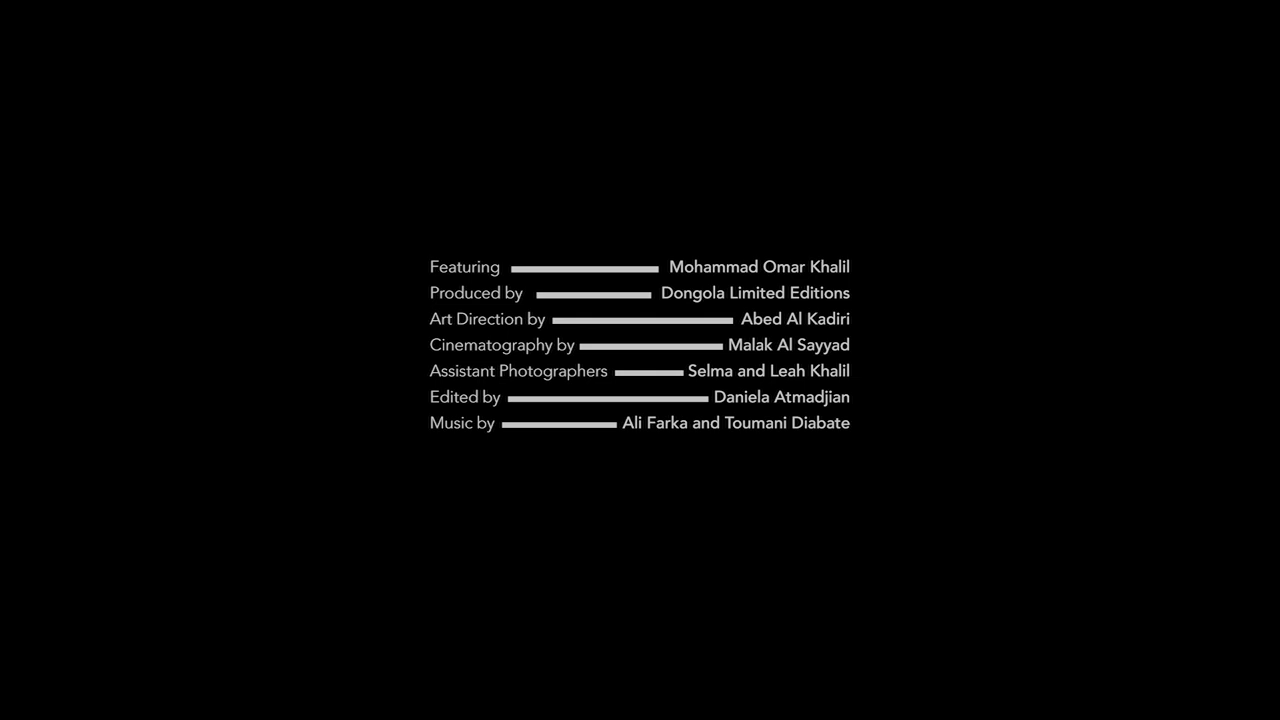 Featuring Mohammad Omar Khalil
Produced by Dongola Limited Editions
Art Direction by Abed Al Kadiri
Cinematography by Malak Al Sayyad
Assistant Photographers Selma and Leah Khalil
Edited by Daniela Atmadjian
Music by Ali Farka and Toumani Diabate